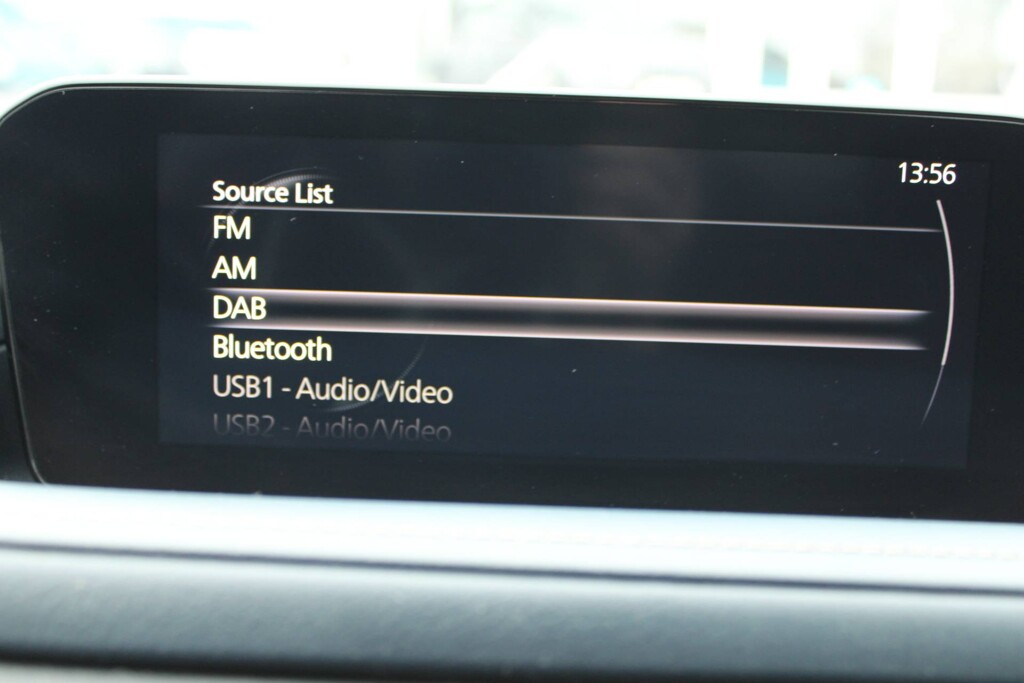 13:56
Source List
FM
AM
DAB
Bluetooth
USB1 - Audio/Video
USB2 - Audio/Video